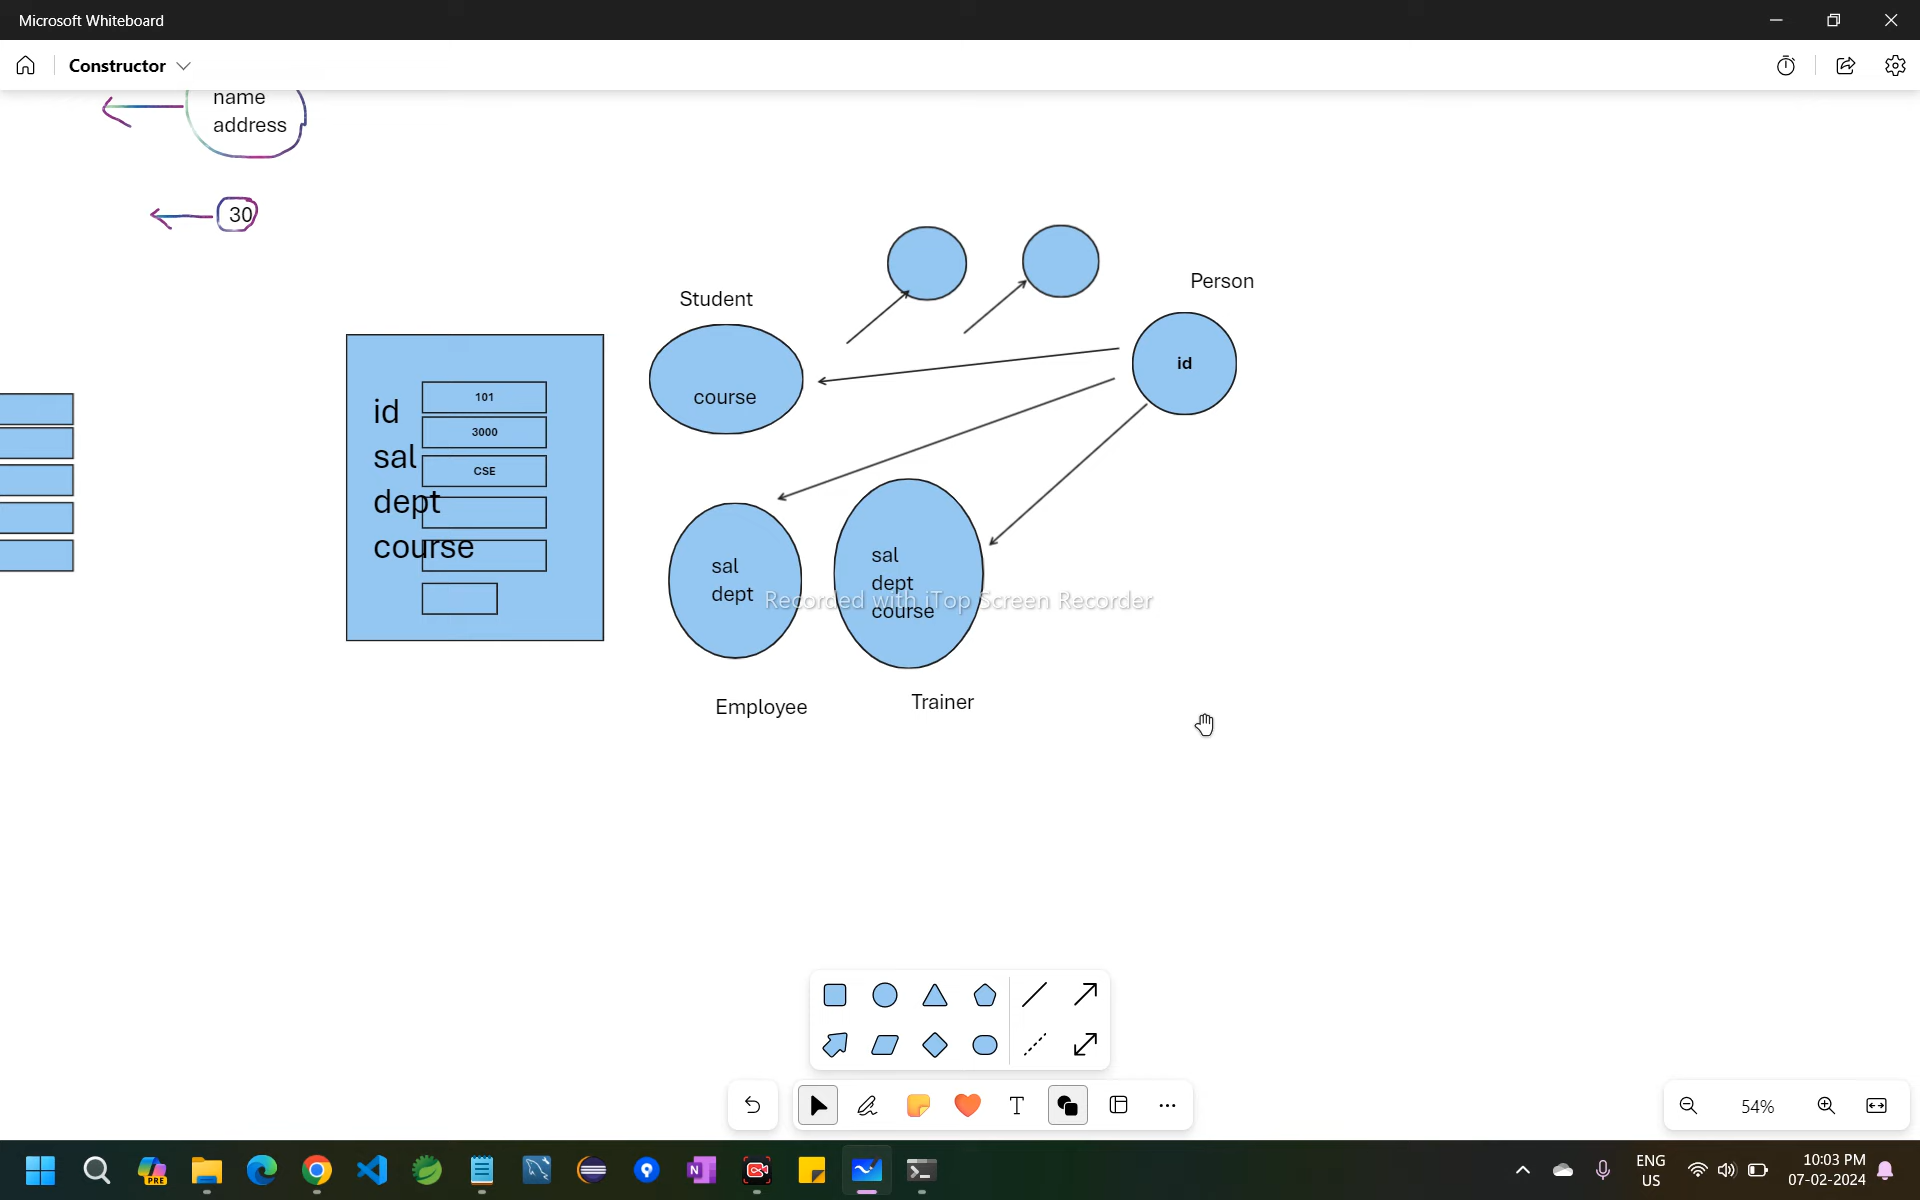 Microsoft Whiteboard
Constructor
name
address
30
Student
Person
course
id
id
sal
dept
course
101
3000
CSE
sal
dept
sal
dept
course
Recorded with iTop Screen Recorder
Employee
Trainer
54%
ENG
US
10:03 PM
07-02-2024
PRE
N
T